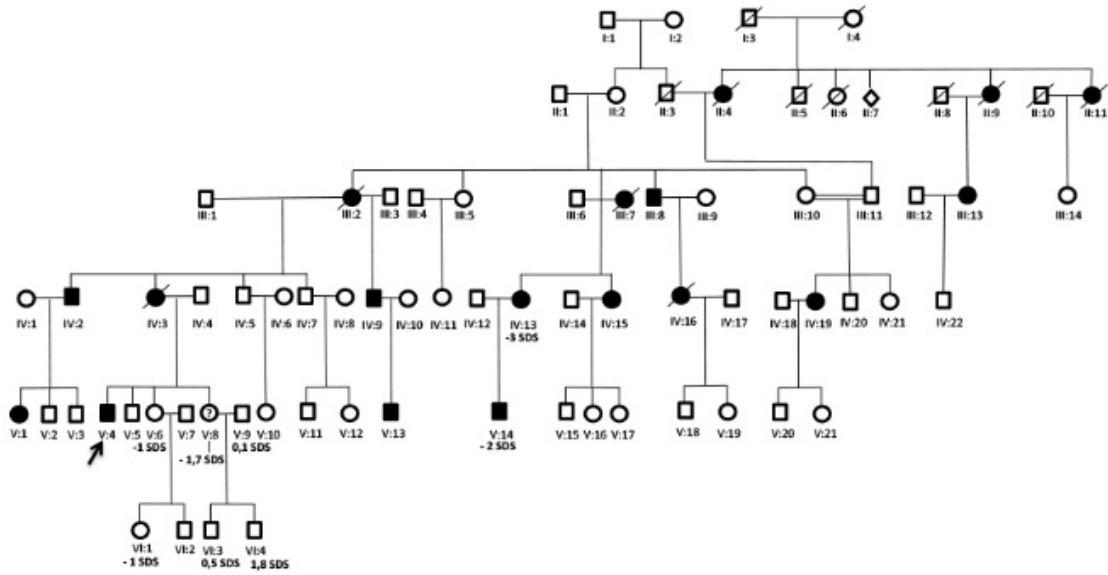 I:1 I:2 I:3 I:4
II:1 II:2 II:3 II:4 II:5 II:6 II:7 II:8 II:9 II:10 II:11
III:1 III:2 III:3 III:4 III:5 III:6 III:7 III:8 III:9 III:10 III:11 III:12 III:13 III:14
IV:1 IV:2 IV:3 IV:4 IV:5 IV:6 IV:7 IV:8 IV:9 IV:10 IV:11 IV:12 IV:13 IV:14 IV:15 IV:16 IV:17 IV:18 IV:19 IV:20 IV:21 IV:22
-3 SDS
?
V:1 V:2 V:3 V:4 V:5 V:6 V:7 V:8 V:9 V:10 V:11 V:12 V:13 V:14 V:15 V:16 V:17 V:18 V:19 V:20 V:21
-1 SDS 0,1 SDS - 2 SDS
- 1,7 SDS
VI:1 VI:2 VI:3 VI:4
- 1 SDS 0,5 SDS 1,8 SDS